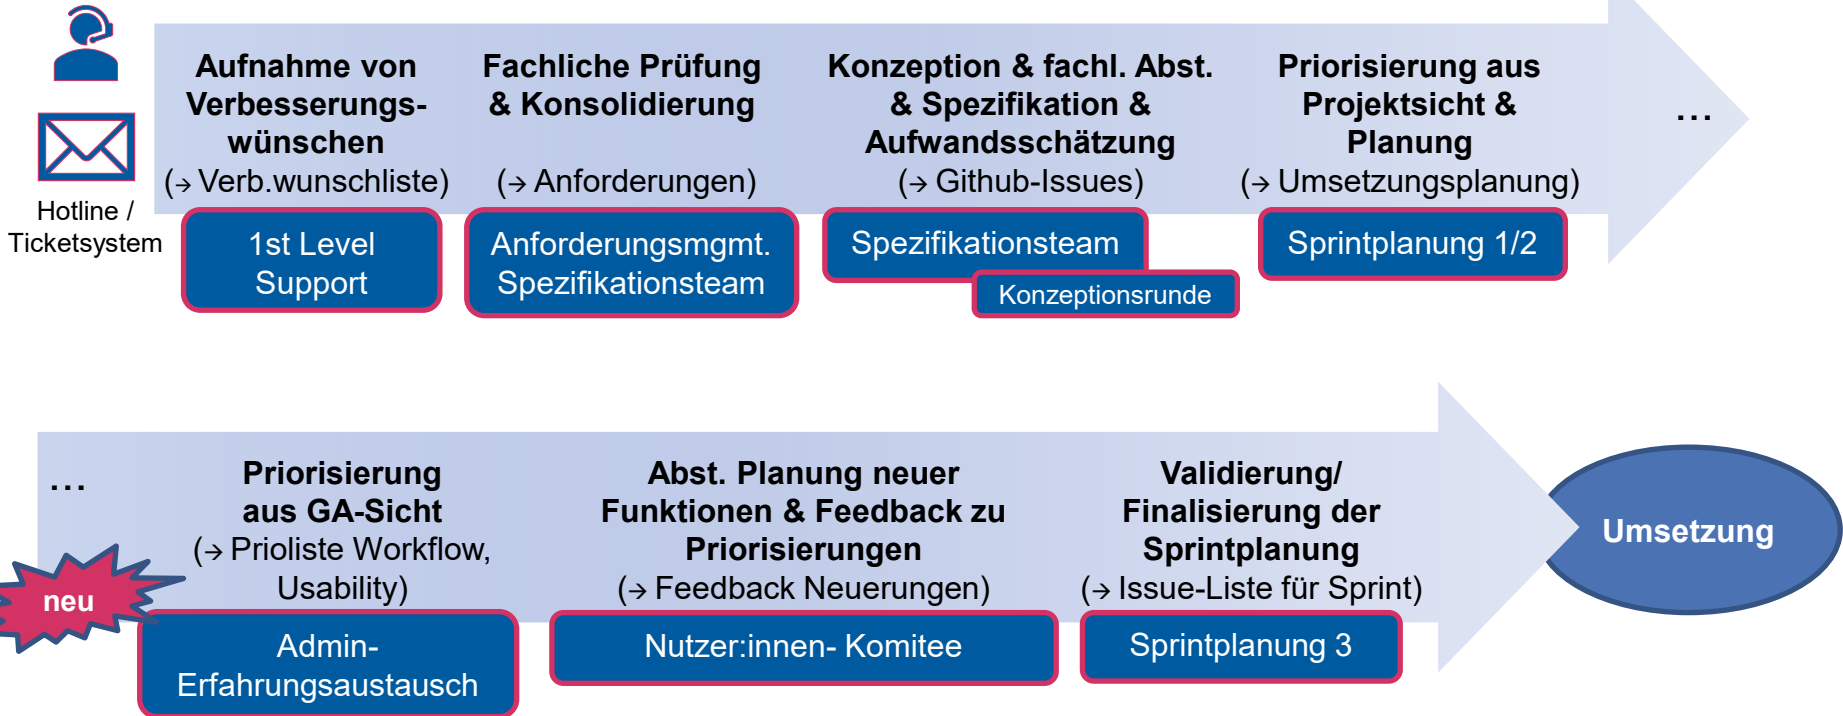 Hotline /
Ticketsystem
Aufnahme von
Verbesserungs-
wünschen
(→ Verb.wunschliste)
1st Level
Support
Fachliche Prüfung
& Konsolidierung
(→ Anforderungen)
Anforderungsmgmt.
Spezifikationsteam
Konzeption & fachl. Abst.
& Spezifikation &
Aufwandsschätzung
(→ Github-Issues)
Spezifikationsteam
Konzeptionsrunde
Priorisierung aus
Projektsicht &
Planung
(→ Umsetzungsplanung)
Sprintplanung 1/2
...
...
neu
Priorisierung
aus GA-Sicht
(→ Prioliste Workflow,
Usability)
Admin-
Erfahrungsaustausch
Abst. Planung neuer
Funktionen & Feedback zu
Priorisierungen
(→ Feedback Neuerungen)
Nutzer:innen- Komitee
Validierung/
Finalisierung der
Sprintplanung
(→ Issue-Liste für Sprint)
Sprintplanung 3
Umsetzung